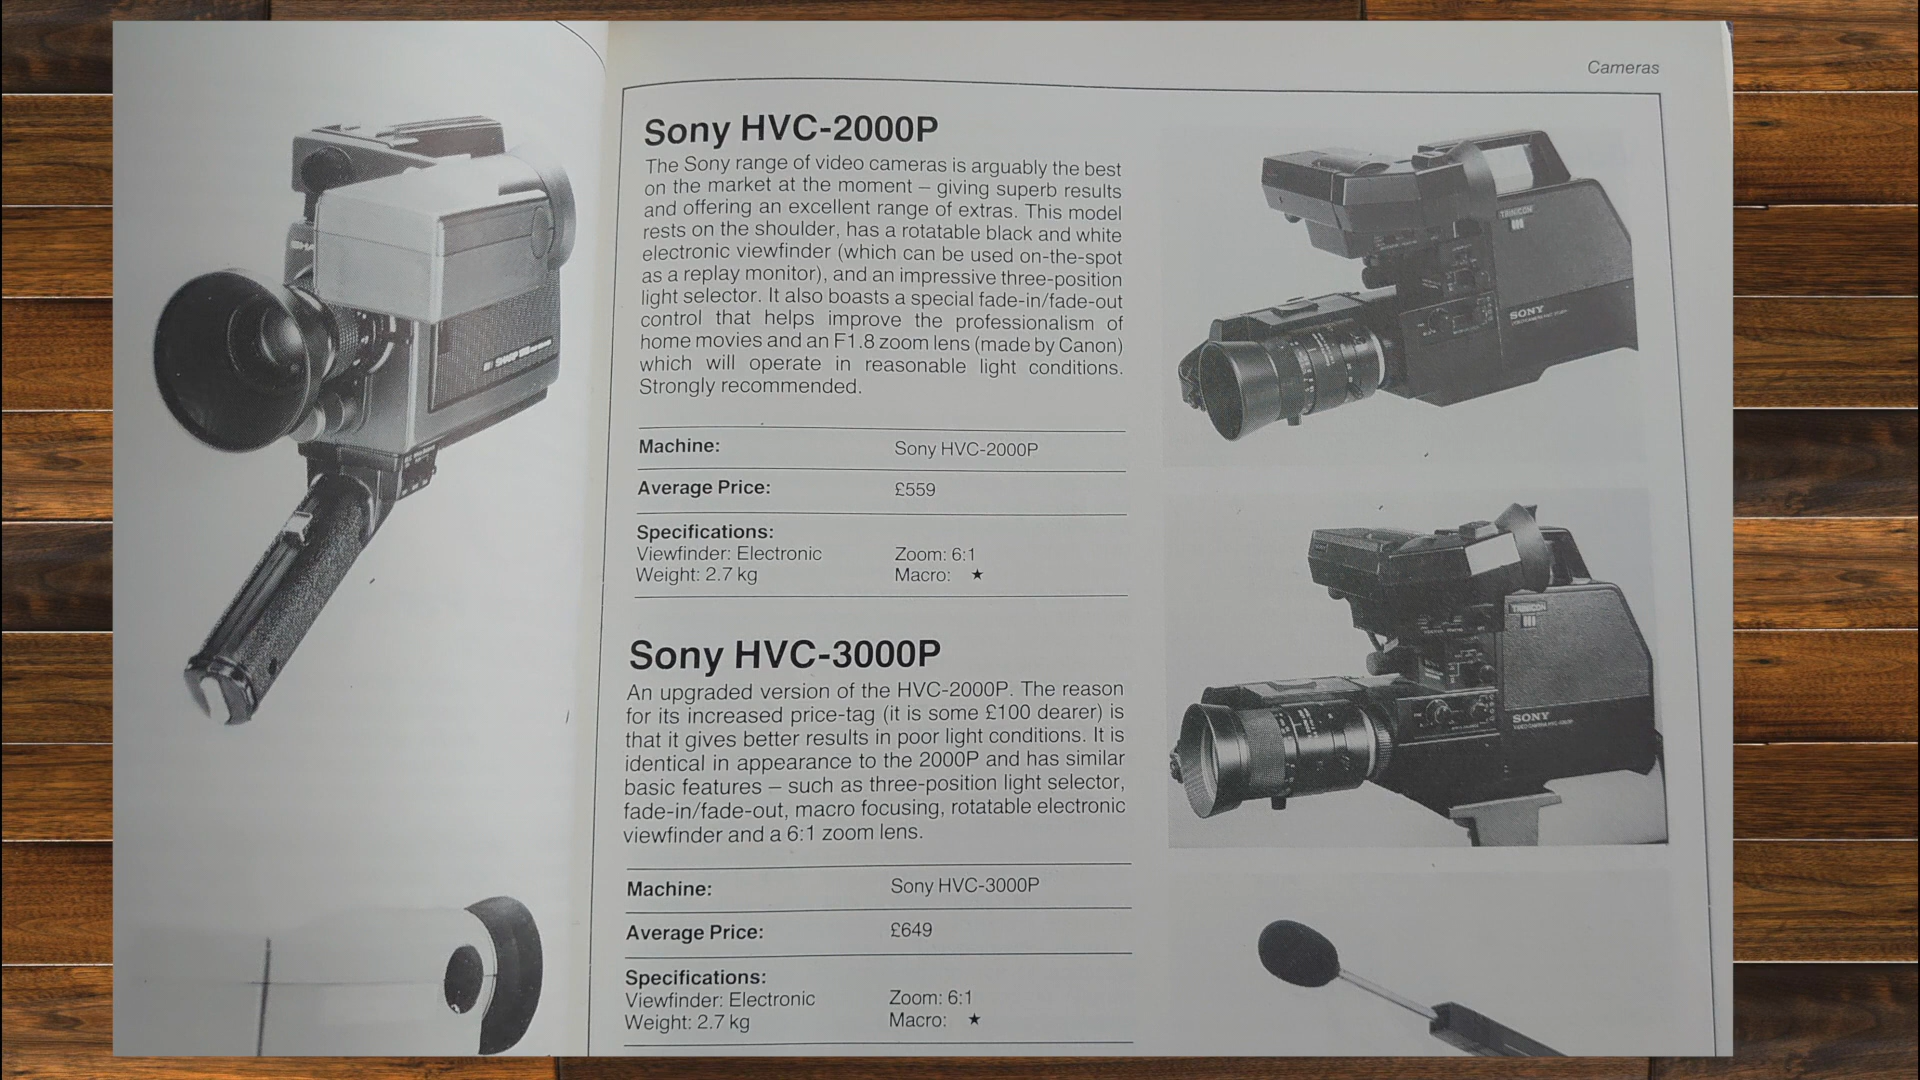 Cameras
Sony HVC-2000P
The Sony range of video cameras is arguably the best
on the market at the moment – giving superb results
and offering an excellent range of extras. This model
rests on the shoulder, has a rotatable black and white
electronic viewfinder (which can be used on-the-spot
as a replay monitor), and an impressive three-position
light selector. It also boasts a special fade-in/fade-out
control that helps improve the professionalism of
home movies and an F1.8 zoom lens (made by Canon)
which will operate in reasonable light conditions.
Strongly recommended.
Machine: Sony HVC-2000P
Average Price: £559
Specifications:
Viewfinder: Electronic Zoom: 6:1
Weight: 2.7 kg Macro: ★
Sony HVC-3000P
An upgraded version of the HVC-2000P. The reason
for its increased price-tag (it is some £100 dearer) is
that it gives better results in poor light conditions. It is
identical in appearance to the 2000P and has similar
basic features – such as three-position light selector,
fade-in/fade-out, macro focusing, rotatable electronic
viewfinder and a 6:1 zoom lens.
Machine: Sony HVC-3000P
Average Price: £649
Specifications:
Viewfinder: Electronic Zoom: 6:1
Weight: 2.7 kg Macro: ★
SHARP
TRINICON
SONY
TRINICON
SONY